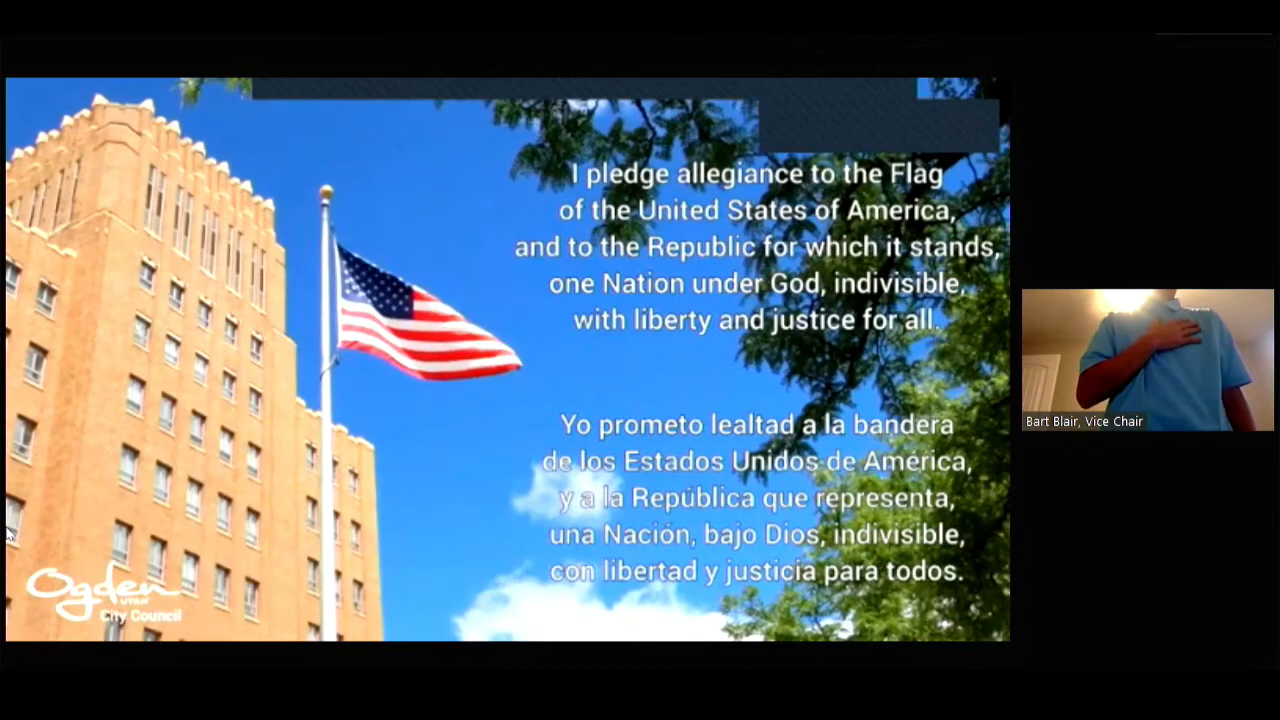 I pledge allegiance to the Flag
of the United States of America,
and to the Republic for which it stands,
one Nation under God, indivisible,
with liberty and justice for all.
Yo prometo lealtad a la bandera
de los Estados Unidos de América,
y a la República que representa,
una Nación, bajo Dios, indivisible,
con libertad y justicia para todos.
Ogden
UTAH
City Council
Bart Blair, Vice Chair